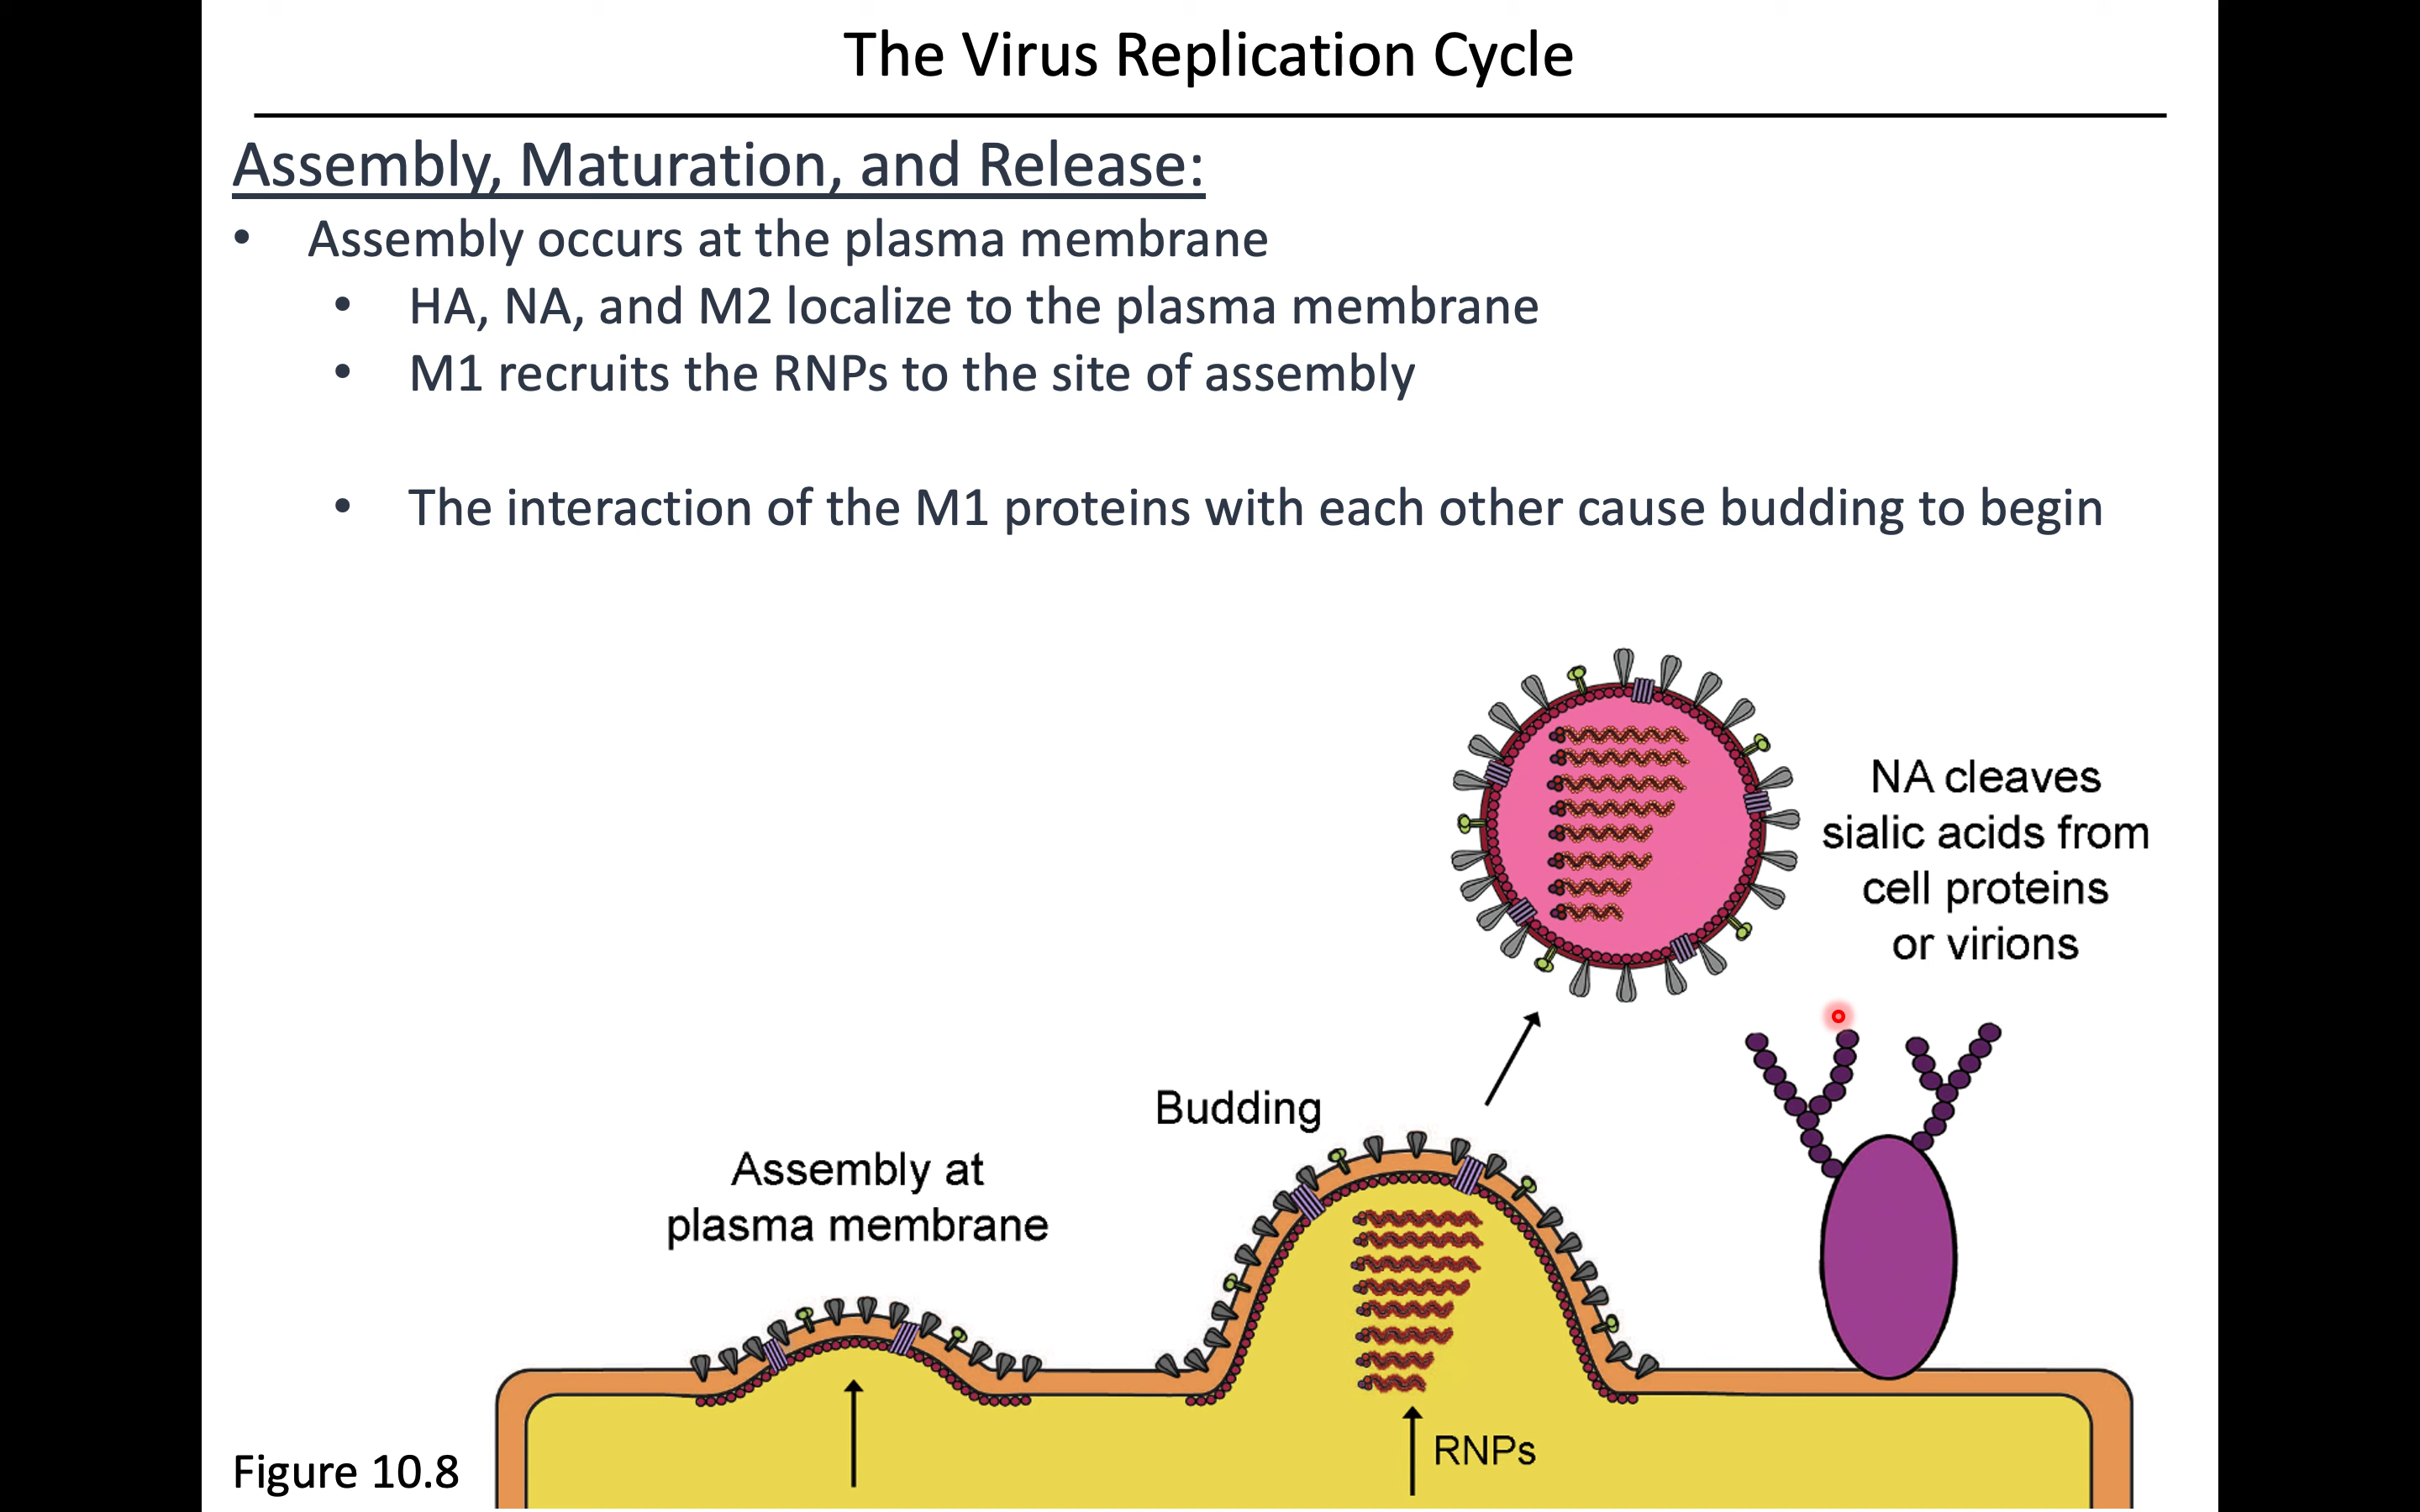 The Virus Replication Cycle
Assembly, Maturation, and Release:
• Assembly occurs at the plasma membrane
• HA, NA, and M2 localize to the plasma membrane
• M1 recruits the RNPs to the site of assembly
• The interaction of the M1 proteins with each other cause budding to begin
NA cleaves
sialic acids from
cell proteins
or virions
Budding
Assembly at
plasma membrane
RNPs
Figure 10.8